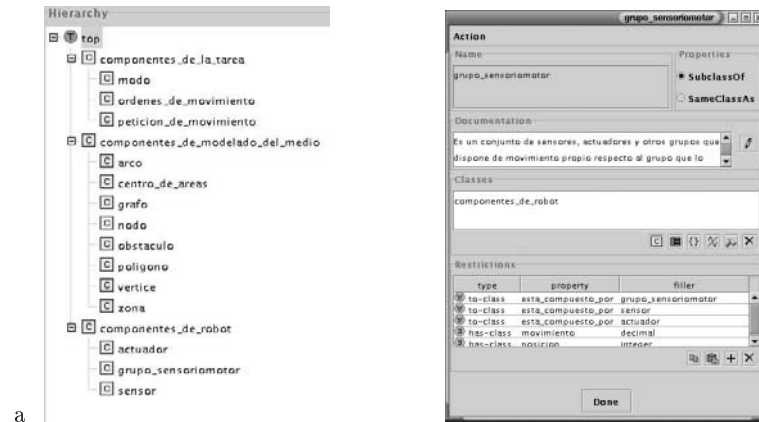 Hierarchy
top
componentes_de_la_tarea
modo
ordenes_de_movimiento
peticion_de_movimiento
componentes_de_modelado_del_medio
arco
centro_de_areas
grafo
nodo
obstaculo
poligono
vertice
zona
componentes_de_robot
actuador
grupo_sensoriomotor
sensor
a
grupo_sensoriomotor
Action
Name
Properties
grupo_sensoriomotor
SubclassOf
SameClassAs
Documentation
Es un conjunto de sensores, actuadores y otros grupos que
dispone de movimiento propio respecto al grupo que lo
Classes
componentes_de_robot
Restrictions
type property filler
to-class esta_compuesto_por grupo_sensoriomotor
to-class esta_compuesto_por sensor
to-class esta_compuesto_por actuador
has-class movimiento decimal
has-class posicion integer
Done